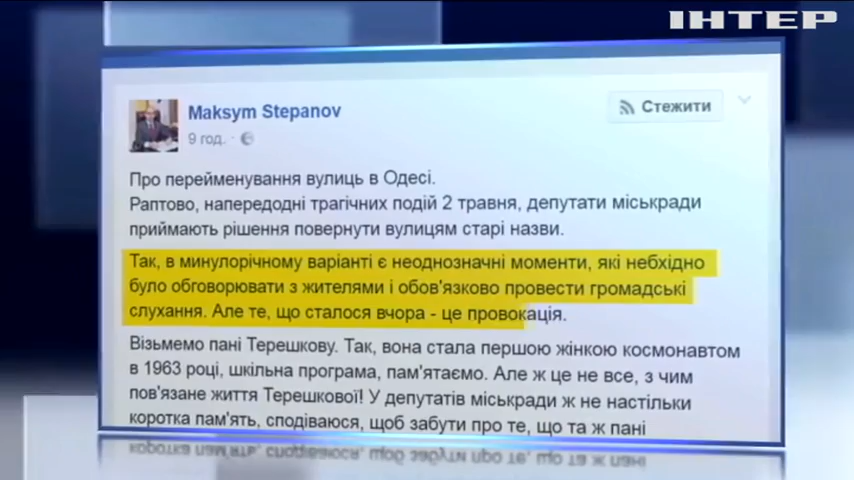 ІНТЕР
Maksym Stepanov
Стежити
9 год.
Про перейменування вулиць в Одесі.
Раптово, напередодні трагічних подій 2 травня, депутати міськради
приймають рішення повернути вулицям старі назви.
Так, в минулорічному варіанті є неоднозначні моменти, які небхідно
було обговорювати з жителями і обов'язково провести громадські
слухання. Але те, що сталося вчора - це провокація.
Візьмемо пані Терешкову. Так, вона стала першою жінкою космонавтом
в 1963 році, шкільна програма, пам'ятаємо. Але ж це не все, з чим
пов'язане життя Терешкової! У депутатів міськради ж не настільки
коротка пам'ять, сподіваюся, щоб забути про те, що та ж пані